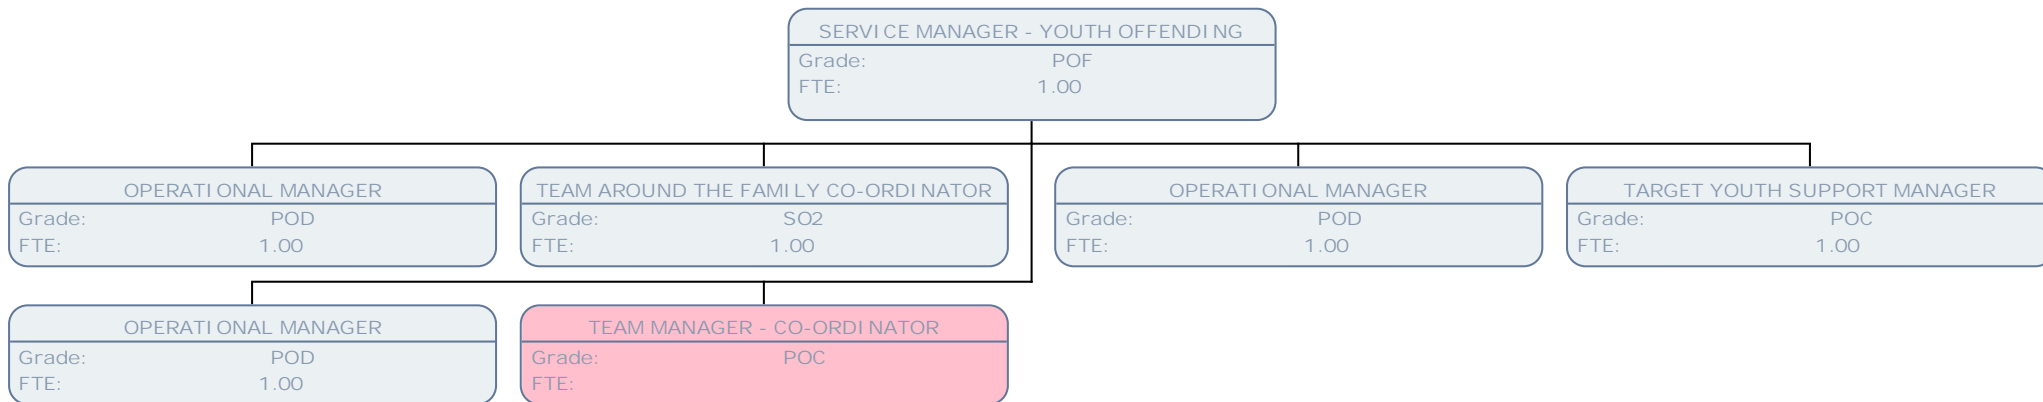 SERVICE MANAGER - YOUTH OFFENDING
Grade: POF
FTE: 1.00
OPERATIONAL MANAGER
Grade: POD
FTE: 1.00
TEAM AROUND THE FAMILY CO-ORDINATOR
Grade: SO2
FTE: 1.00
OPERATIONAL MANAGER
Grade: POD
FTE: 1.00
TARGET YOUTH SUPPORT MANAGER
Grade: POC
FTE: 1.00
OPERATIONAL MANAGER
Grade: POD
FTE: 1.00
TEAM MANAGER - CO-ORDINATOR
Grade: POC
FTE: